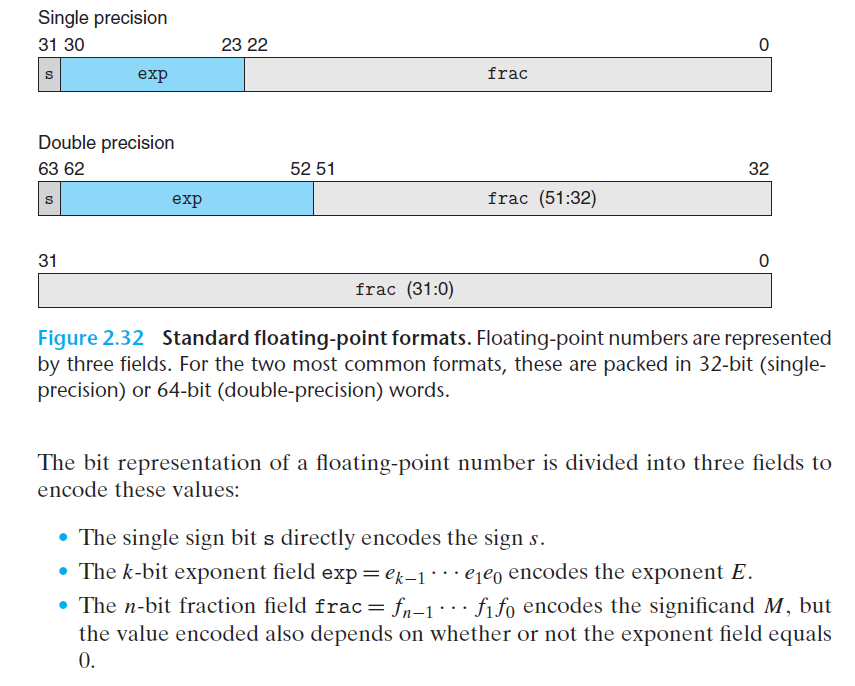 Single precision
31 30 23 22 0
s exp frac
Double precision
63 62 52 51 32
s exp frac (51:32)
31 0
frac (31:0)
Figure 2.32 Standard floating-point formats. Floating-point numbers are represented
by three fields. For the two most common formats, these are packed in 32-bit (single-
precision) or 64-bit (double-precision) words.
The bit representation of a floating-point number is divided into three fields to
encode these values:
• The single sign bit s directly encodes the sign s.
• The k-bit exponent field exp = eₖ₋₁ · · · e₁e₀ encodes the exponent E.
• The n-bit fraction field frac = fₙ₋₁ · · · f₁f₀ encodes the significand M, but
the value encoded also depends on whether or not the exponent field equals
0.